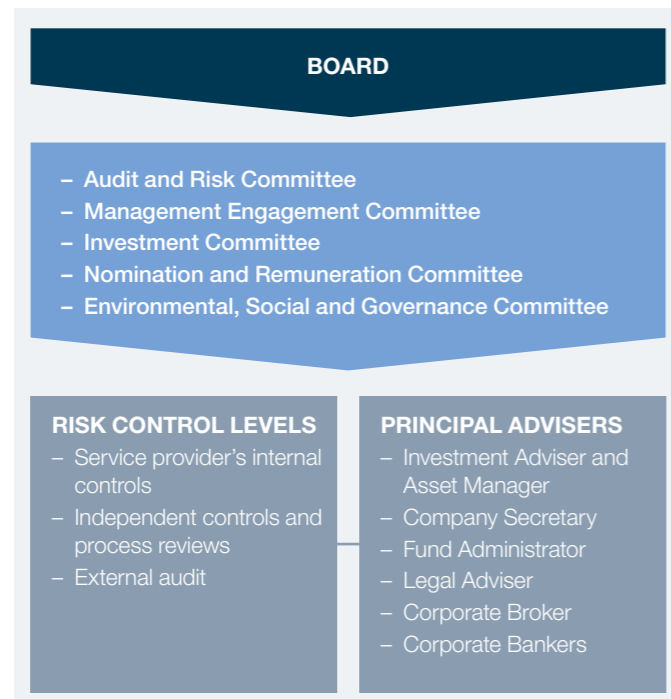 BOARD
– Audit and Risk Committee
– Management Engagement Committee
– Investment Committee
– Nomination and Remuneration Committee
– Environmental, Social and Governance Committee
RISK CONTROL LEVELS
– Service provider's internal
controls
– Independent controls and
process reviews
– External audit
PRINCIPAL ADVISERS
– Investment Adviser and
Asset Manager
– Company Secretary
– Fund Administrator
– Legal Adviser
– Corporate Broker
– Corporate Bankers